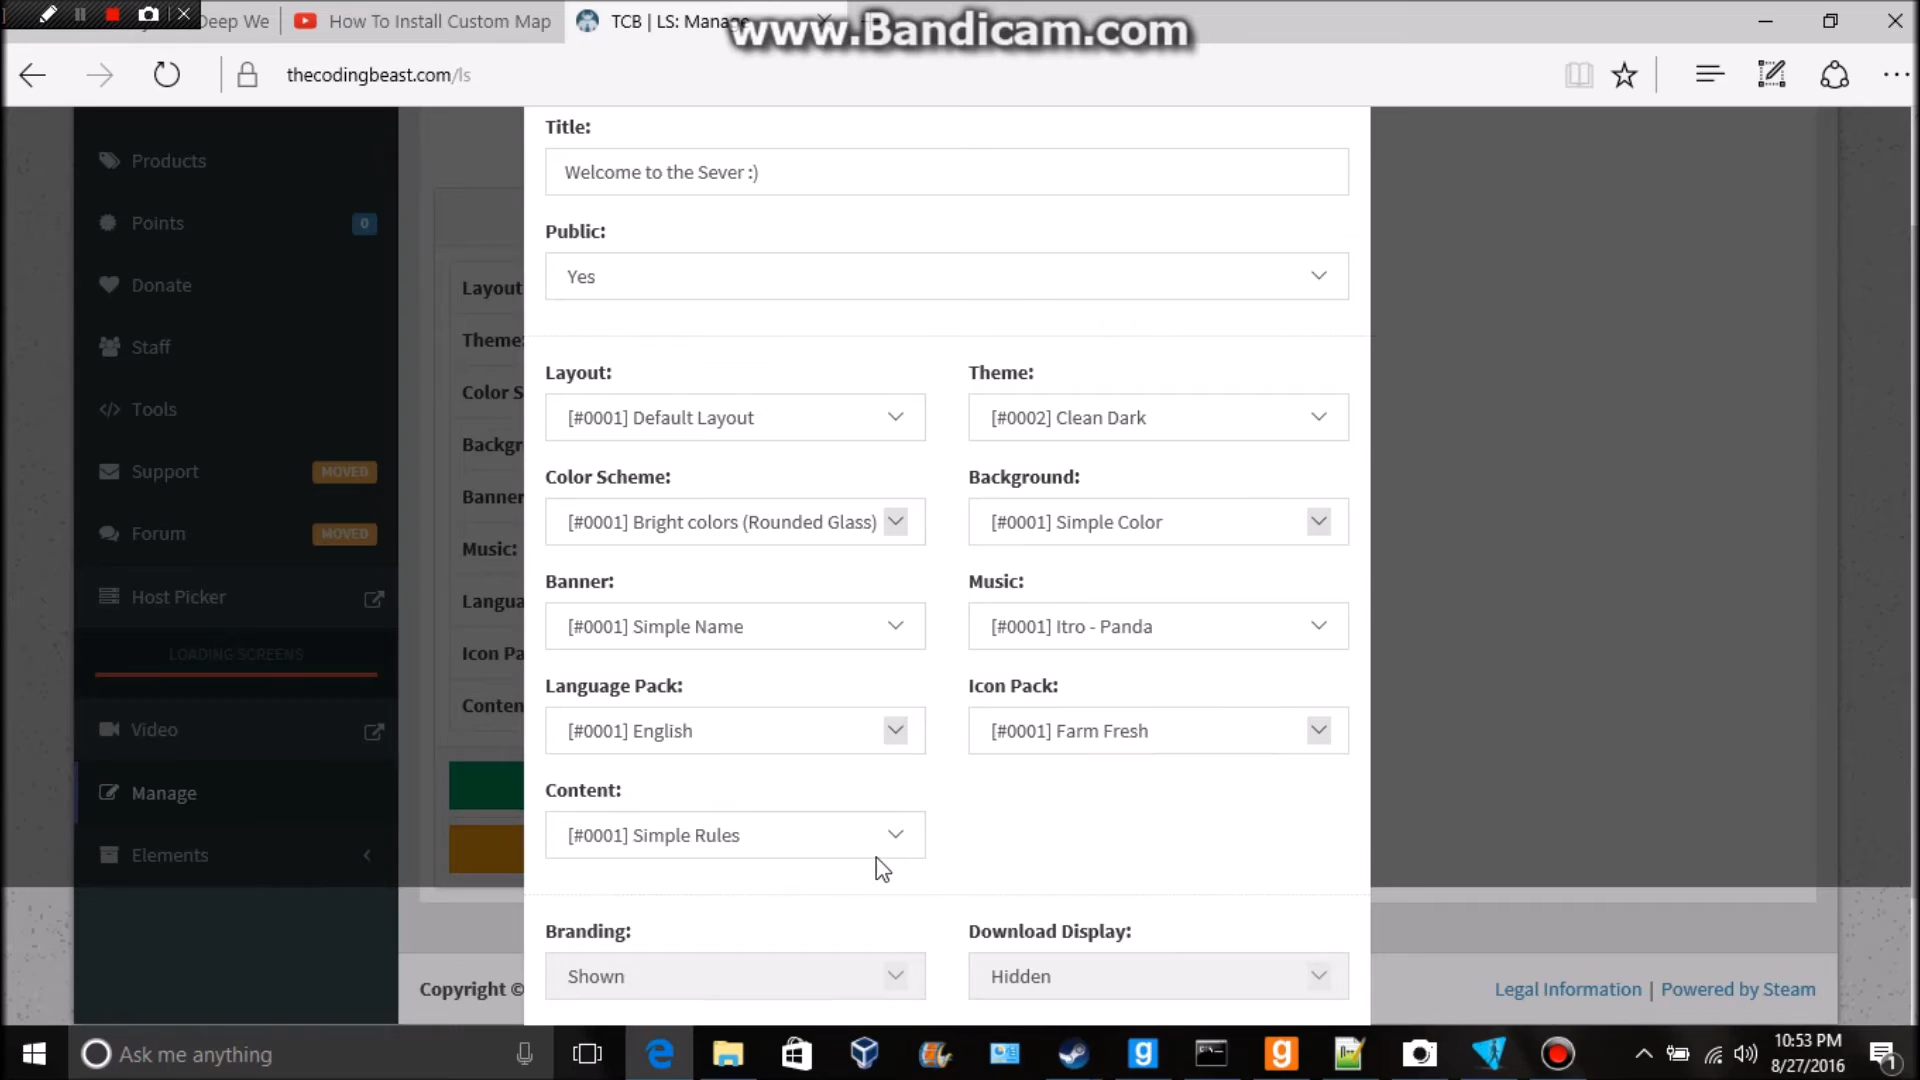 www.Bandicam.com
Deep We
How To Install Custom Map
TCB | LS: Manage
thecodingbeast.com/ls
Products
Points
0
Donate
Staff
Tools
Support
MOVED
Forum
MOVED
Host Picker
LOADING SCREENS
Video
Manage
Elements
Layout
Theme:
Color S
Backgr
Banner
Music:
Langua
Icon Pa
Conten
Title:
Welcome to the Sever :)
Public:
Yes
Layout:
Theme:
[#0001] Default Layout
[#0002] Clean Dark
Color Scheme:
Background:
[#0001] Bright colors (Rounded Glass)
[#0001] Simple Color
Banner:
Music:
[#0001] Simple Name
[#0001] Itro - Panda
Language Pack:
Icon Pack:
[#0001] English
[#0001] Farm Fresh
Content:
[#0001] Simple Rules
Branding:
Download Display:
Shown
Hidden
Copyright ©
Legal Information | Powered by Steam
Ask me anything
10:53 PM
8/27/2016
1